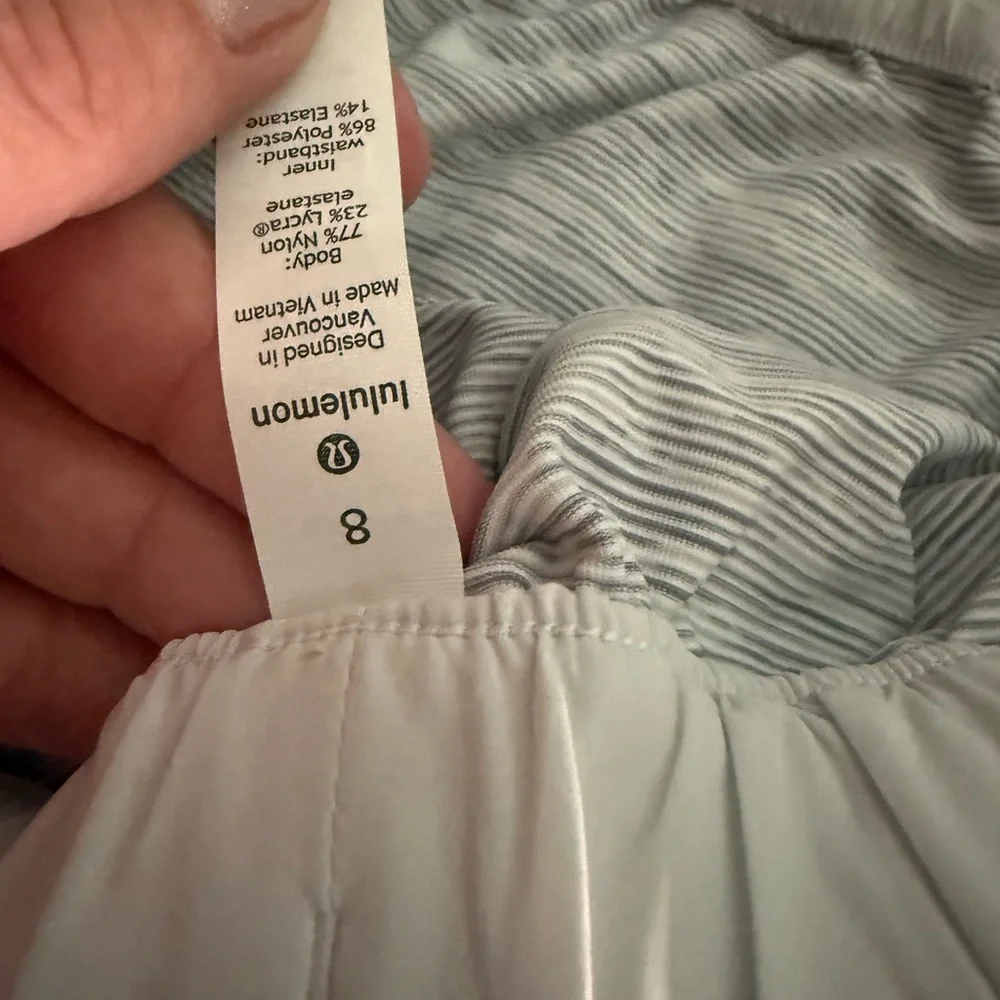 8
lululemon
Designed in
Vancouver
Made in Vietnam
Body:
77% Nylon
23% Lycra®
elastane
Inner
waistband:
86% Polyester
14% Elastane